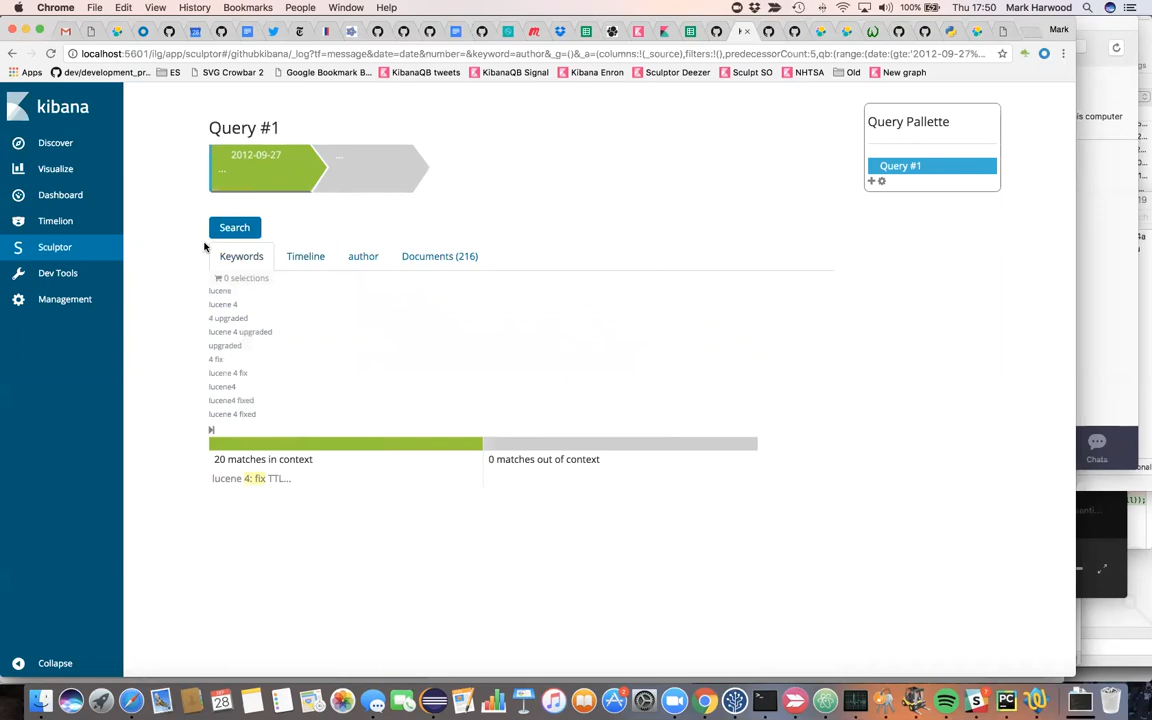 Chrome File Edit View History Bookmarks People Window Help 100% Thu 17:50 Mark Harwood
Mark
localhost:5601/ilg/app/sculptor#/githubkibana/_log?tf=message&date=date&number=&keyword=author&_g=()&_a=(columns:!(_source),filters:!(),predecessorCount:5,qb:(range:(date:(gte:'2012-09-27%...
Apps dev/development_pr... ES SVG Crowbar 2 Google Bookmark B... KibanaQB tweets KibanaQB Signal Kibana Enron Sculptor Deezer Sculpt SO NHTSA Old New graph
kibana
Discover
Visualize
Dashboard
Timelion
Sculptor
Dev Tools
Management
Collapse
Query #1
2012-09-27
...
...
Search
Keywords Timeline author Documents (216)
0 selections
lucene
lucene 4
4 upgraded
lucene 4 upgraded
upgraded
4 fix
lucene 4 fix
lucene4
lucene4 fixed
lucene 4 fixed
20 matches in context 0 matches out of context
lucene 4: fix TTL...
Query Pallette
Query #1
is computer
Chats
28